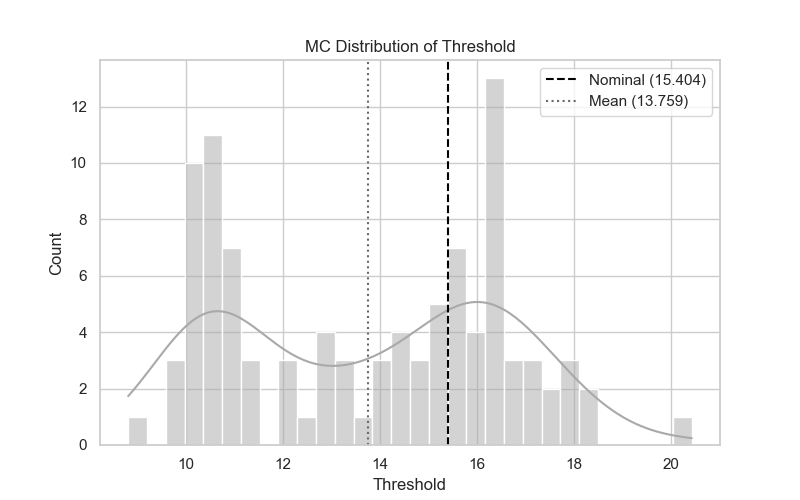 MC Distribution of Threshold
Nominal (15.404)
Mean (13.759)
Count
12
10
8
6
4
2
0
10 12 14 16 18 20
Threshold